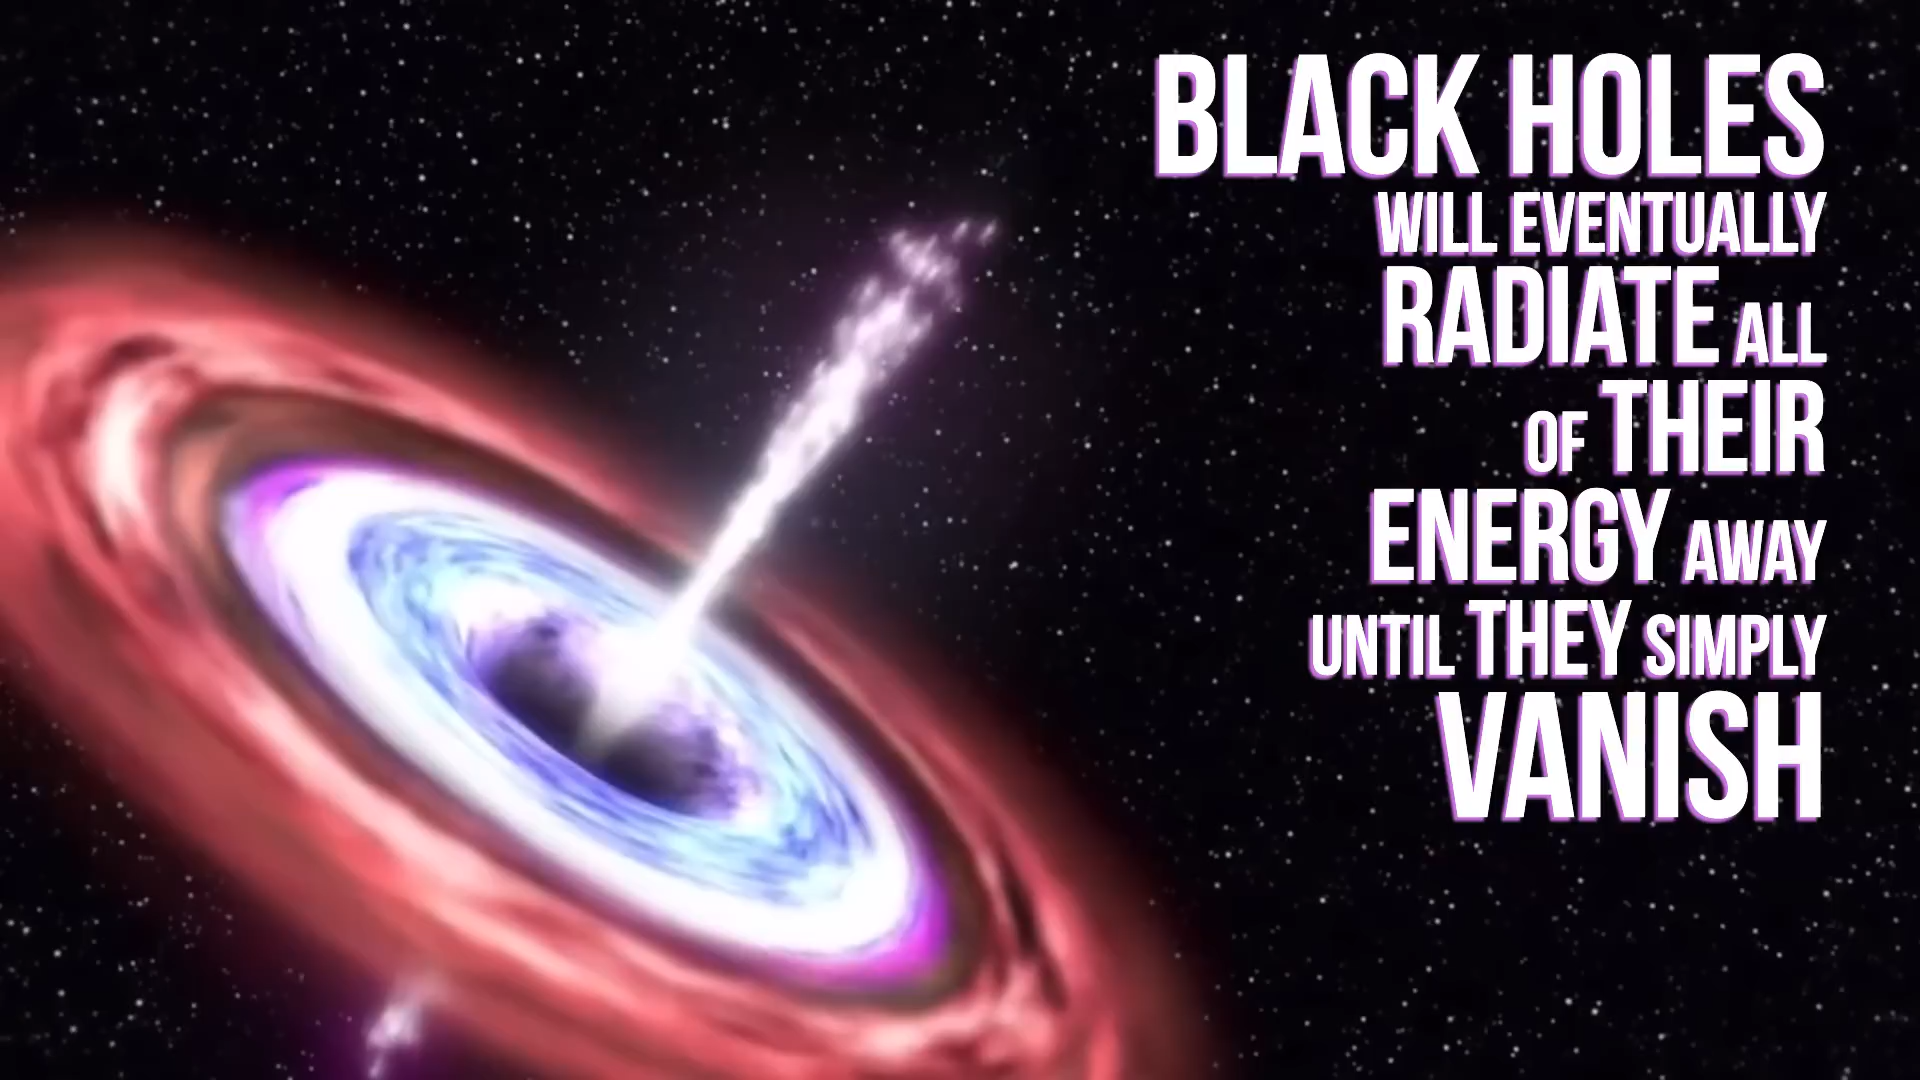 BLACK HOLES
WILL EVENTUALLY
RADIATE ALL
OF THEIR
ENERGY AWAY
UNTIL THEY SIMPLY
VANISH